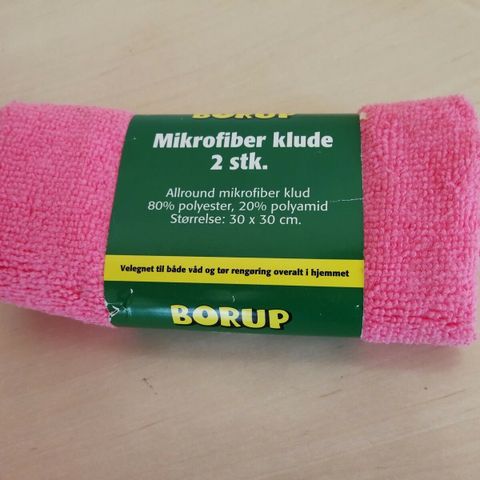 BORUP
Mikrofiber klude
2 stk.
Allround mikrofiber klud
80% polyester, 20% polyamid
Størrelse: 30 x 30 cm.
Velegnet til både våd og tør rengøring overalt i hjemmet
BORUP